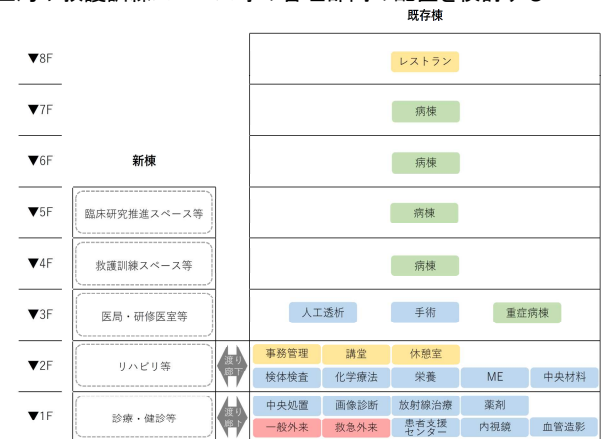 既存棟
▼8F
レストラン
▼7F
病棟
▼6F 新棟
病棟
▼5F 臨床研究推進スペース等
病棟
▼4F 救護訓練スペース等
病棟
▼3F 医局・研修医室等
人工透析 手術 重症病棟
▼2F リハビリ等 渡り廊下
事務管理 講堂 休憩室
検体検査 化学療法 栄養 ME 中央材料
▼1F 診療・健診等 渡り廊下
中央処置 画像診断 放射線治療 薬剤
一般外来 救急外来 患者支援センター 内視鏡 血管造影